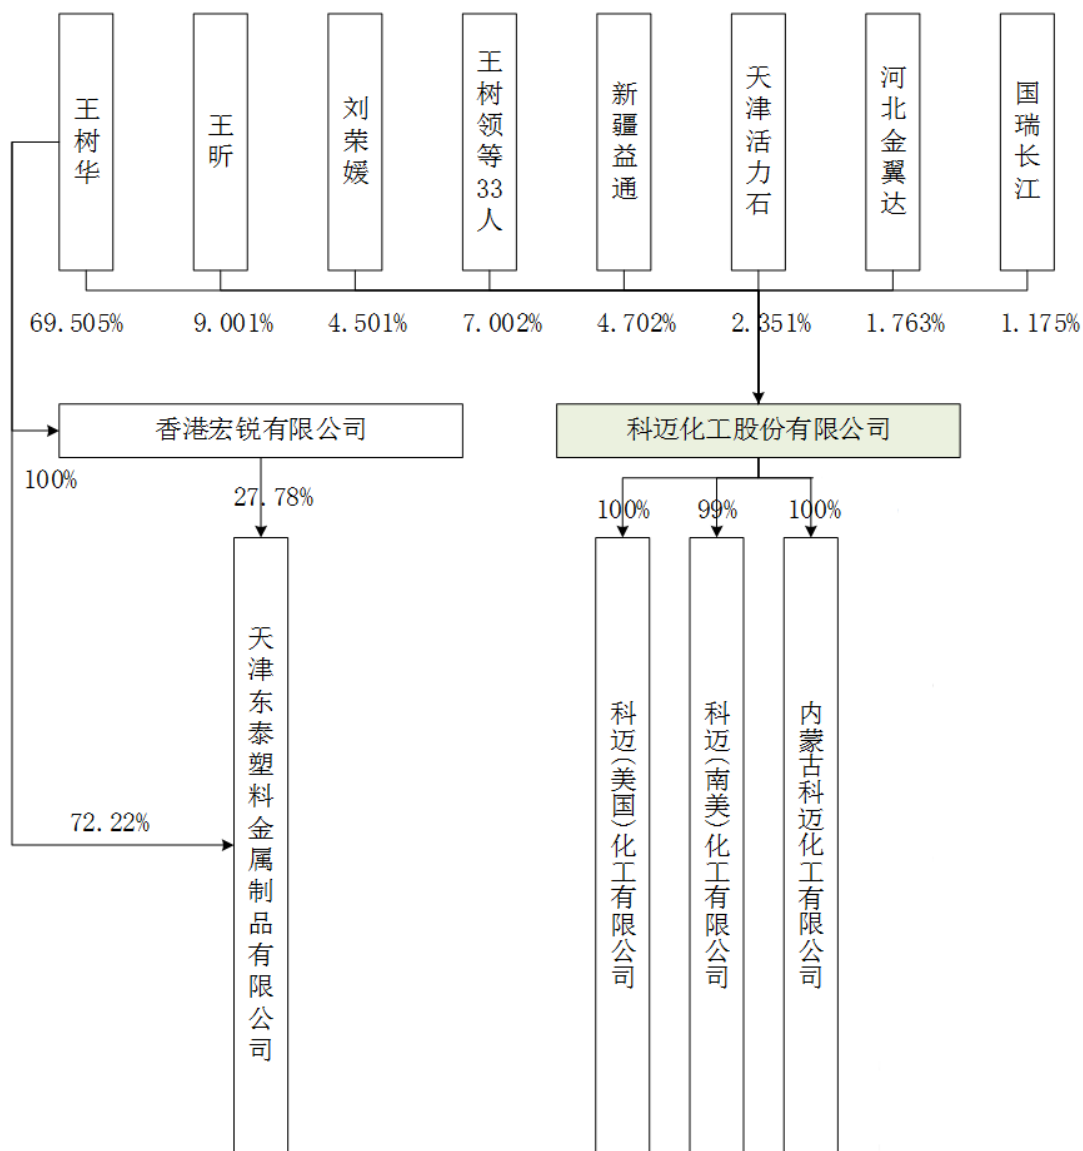 王树华
王昕
刘荣媛
王树领等33人
新疆益通
天津活力石
河北金翼达
国瑞长江
69.505%
9.001%
4.501%
7.002%
4.702%
2.351%
1.763%
1.175%
香港宏锐有限公司
科迈化工股份有限公司
100%
27.78%
100%
99%
100%
天津东泰塑料金属制品有限公司
科迈(美国)化工有限公司
科迈(南美)化工有限公司
内蒙古科迈化工有限公司
72.22%